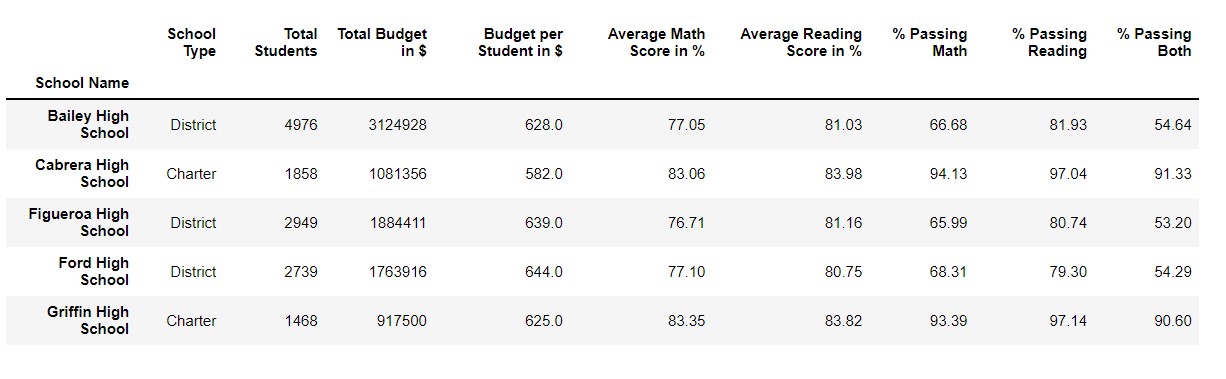 School Type Total Students Total Budget in $ Budget per Student in $ Average Math Score in % Average Reading Score in % % Passing Math % Passing Reading % Passing Both
School Name
Bailey High School District 4976 3124928 628.0 77.05 81.03 66.68 81.93 54.64
Cabrera High School Charter 1858 1081356 582.0 83.06 83.98 94.13 97.04 91.33
Figueroa High School District 2949 1884411 639.0 76.71 81.16 65.99 80.74 53.20
Ford High School District 2739 1763916 644.0 77.10 80.75 68.31 79.30 54.29
Griffin High School Charter 1468 917500 625.0 83.35 83.82 93.39 97.14 90.60